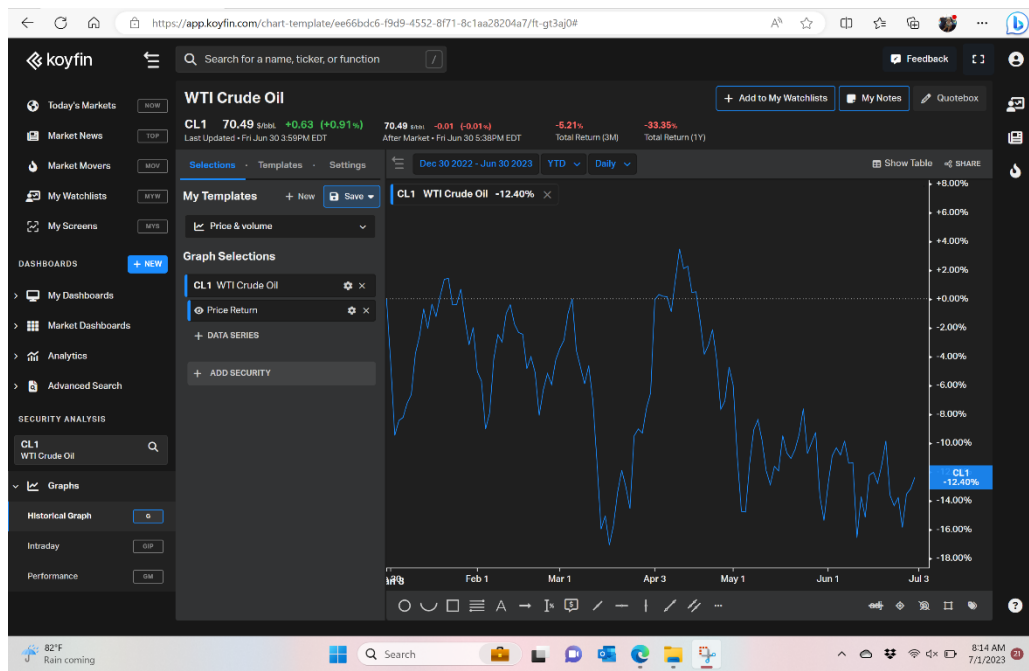 https://app.koyfin.com/chart-template/ee66bdc6-f9d9-4552-8f71-8c1aa28204a7/ft-gt3aj0#
koyfin
Search for a name, ticker, or function /
Feedback
Today's Markets NOW
Market News TOP
Market Movers MOV
My Watchlists MYW
My Screens MYS
DASHBOARDS + NEW
My Dashboards
Market Dashboards
Analytics
Advanced Search
SECURITY ANALYSIS
CL1
WTI Crude Oil
Graphs
Historical Graph G
Intraday GIP
Performance GM
WTI Crude Oil
+ Add to My Watchlists
My Notes
Quotebox
CL1 70.49 $/bbl +0.63 (+0.91%)
Last Updated • Fri Jun 30 3:59PM EDT
70.49 $/bbl -0.01 (-0.01%)
After Market • Fri Jun 30 5:38PM EDT
-5.21%
Total Return (3M)
-33.35%
Total Return (1Y)
Selections · Templates · Settings
My Templates + New Save
Price & volume
Graph Selections
CL1 WTI Crude Oil
Price Return
+ DATA SERIES
+ ADD SECURITY
Dec 30 2022 - Jun 30 2023 YTD Daily
Show Table SHARE
CL1 WTI Crude Oil -12.40%
+8.00%
+6.00%
+4.00%
+2.00%
+0.00%
-2.00%
-4.00%
-6.00%
-8.00%
-10.00%
CL1
-12.40%
-14.00%
-16.00%
-18.00%
Feb 1 Mar 1 Apr 3 May 1 Jun 1 Jul 3
82°F
Rain coming
Search
8:14 AM
7/1/2023
21